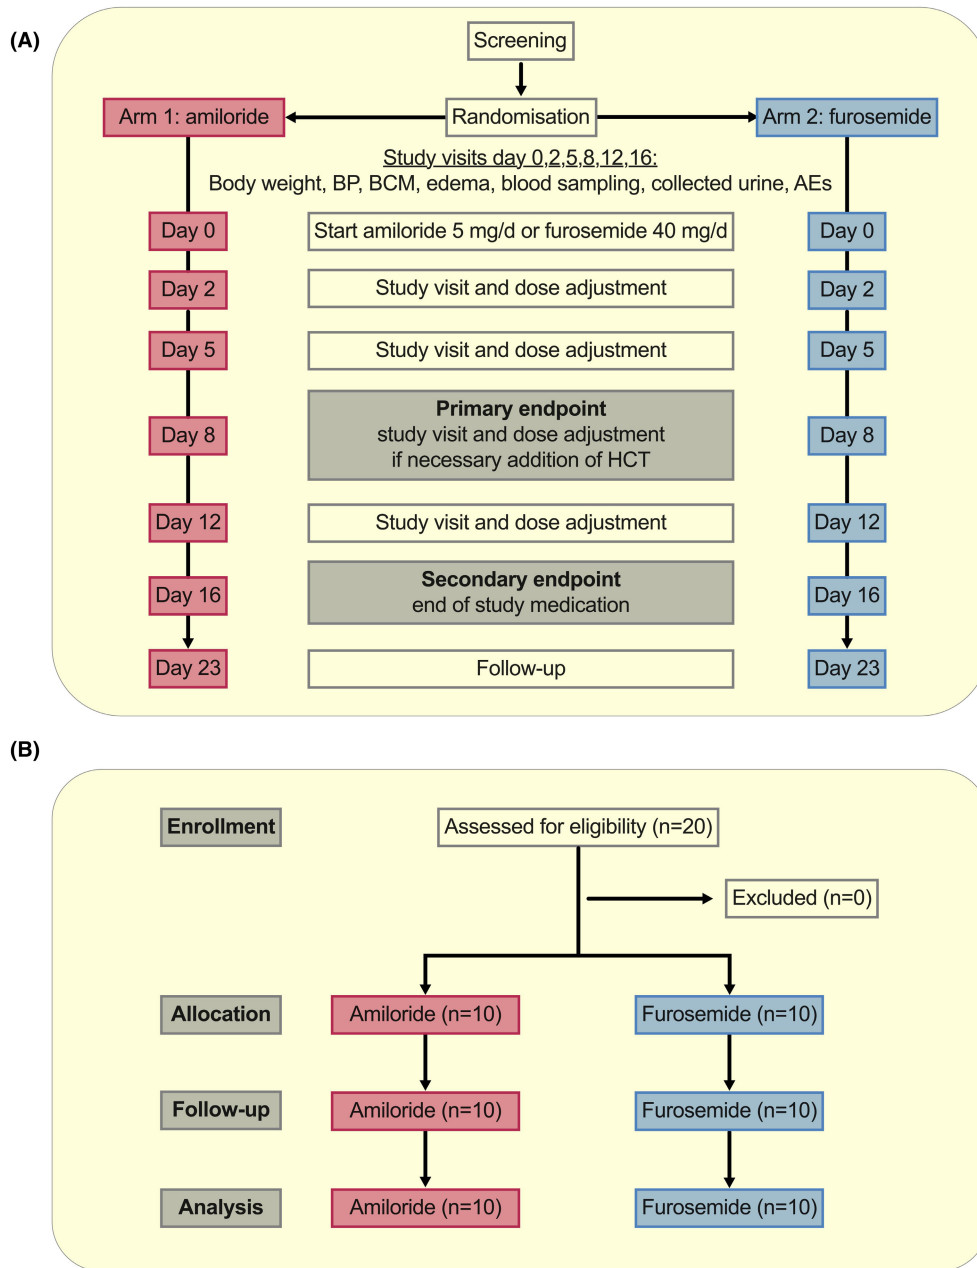 (A)
Screening
Arm 1: amiloride
Randomisation
Arm 2: furosemide
Study visits day 0,2,5,8,12,16:
Body weight, BP, BCM, edema, blood sampling, collected urine, AEs
Day 0
Start amiloride 5 mg/d or furosemide 40 mg/d
Day 0
Day 2
Study visit and dose adjustment
Day 2
Day 5
Study visit and dose adjustment
Day 5
Day 8
Primary endpoint
study visit and dose adjustment
if necessary addition of HCT
Day 8
Day 12
Study visit and dose adjustment
Day 12
Day 16
Secondary endpoint
end of study medication
Day 16
Day 23
Follow-up
Day 23
(B)
Enrollment
Assessed for eligibility (n=20)
Excluded (n=0)
Allocation
Amiloride (n=10)
Furosemide (n=10)
Follow-up
Amiloride (n=10)
Furosemide (n=10)
Analysis
Amiloride (n=10)
Furosemide (n=10)